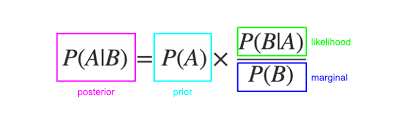 P(A|B) = P(A) × P(B|A) / P(B)
likelihood
marginal
posterior
prior